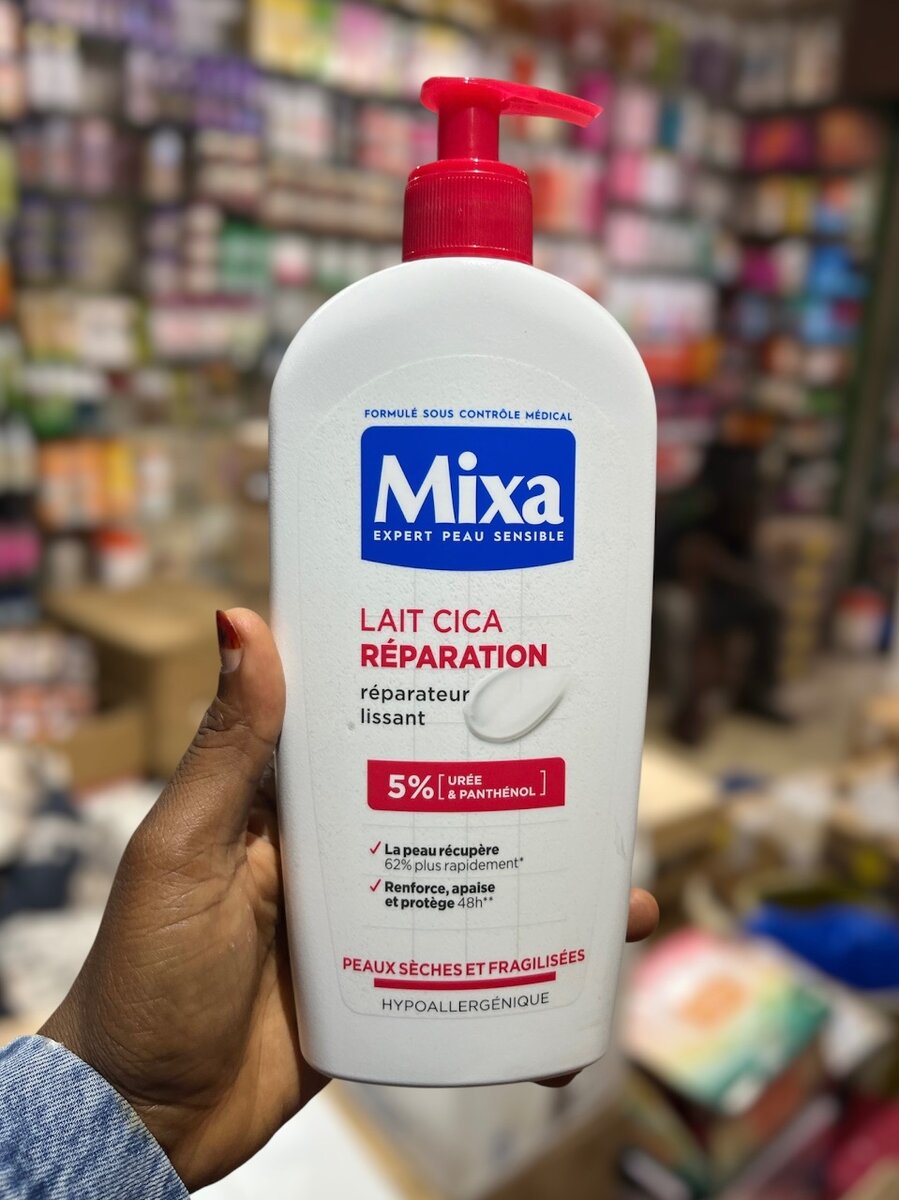 FORMULÉ SOUS CONTRÔLE MÉDICAL
Mixa
EXPERT PEAU SENSIBLE
LAIT CICA
RÉPARATION
réparateur
lissant
5% [URÉE
& PANTHÉNOL]
✓ La peau récupère
62% plus rapidement*
✓ Renforce, apaise
et protège 48h**
PEAUX SÈCHES ET FRAGILISÉES
HYPOALLERGÉNIQUE